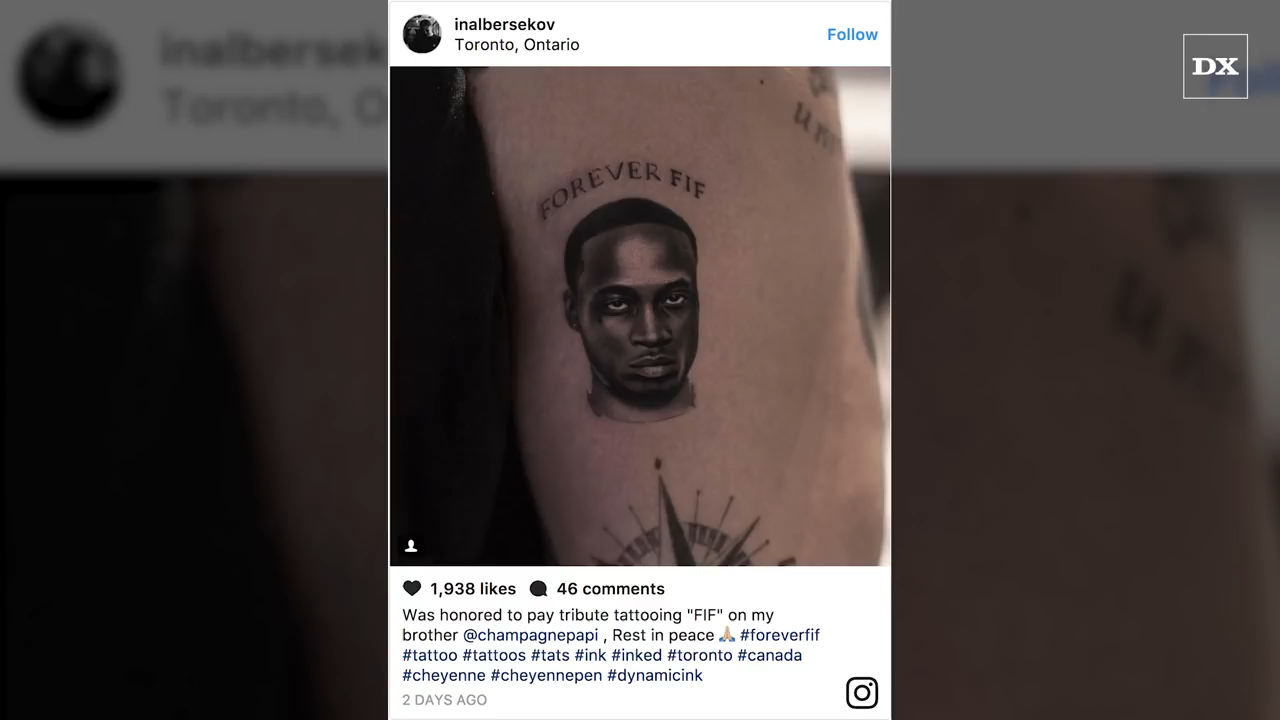 inalbersekov
Toronto, Ontario
Follow
DX
FOREVER FIF
1,938 likes 46 comments
Was honored to pay tribute tattooing "FIF" on my
brother @champagnepapi , Rest in peace 🙏🏼 #foreverfif
#tattoo #tattoos #tats #ink #inked #toronto #canada
#cheyenne #cheyennepen #dynamicink
2 DAYS AGO